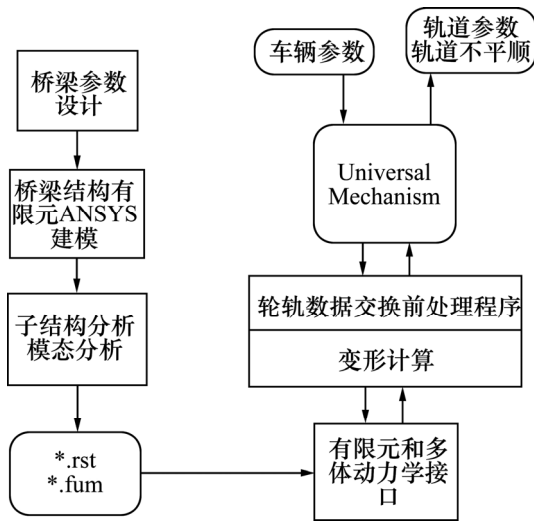 桥梁参数
设计
桥梁结构有
限元ANSYS
建模
子结构分析
模态分析
*.rst
*.fum
车辆参数
轨道参数
轨道不平顺
Universal
Mechanism
轮轨数据交换前处理程序
变形计算
有限元和多
体动力学接
口